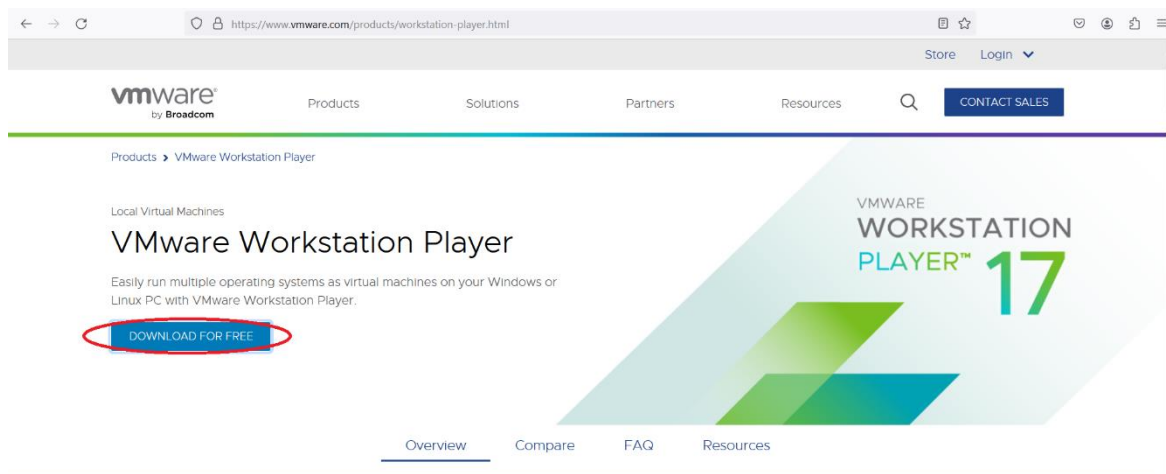 https://www.vmware.com/products/workstation-player.html
Store Login
vmware®
by Broadcom
Products Solutions Partners Resources CONTACT SALES
Products > VMware Workstation Player
Local Virtual Machines
VMware Workstation Player
Easily run multiple operating systems as virtual machines on your Windows or
Linux PC with VMware Workstation Player.
DOWNLOAD FOR FREE
VMWARE
WORKSTATION
PLAYER™ 17
Overview Compare FAQ Resources